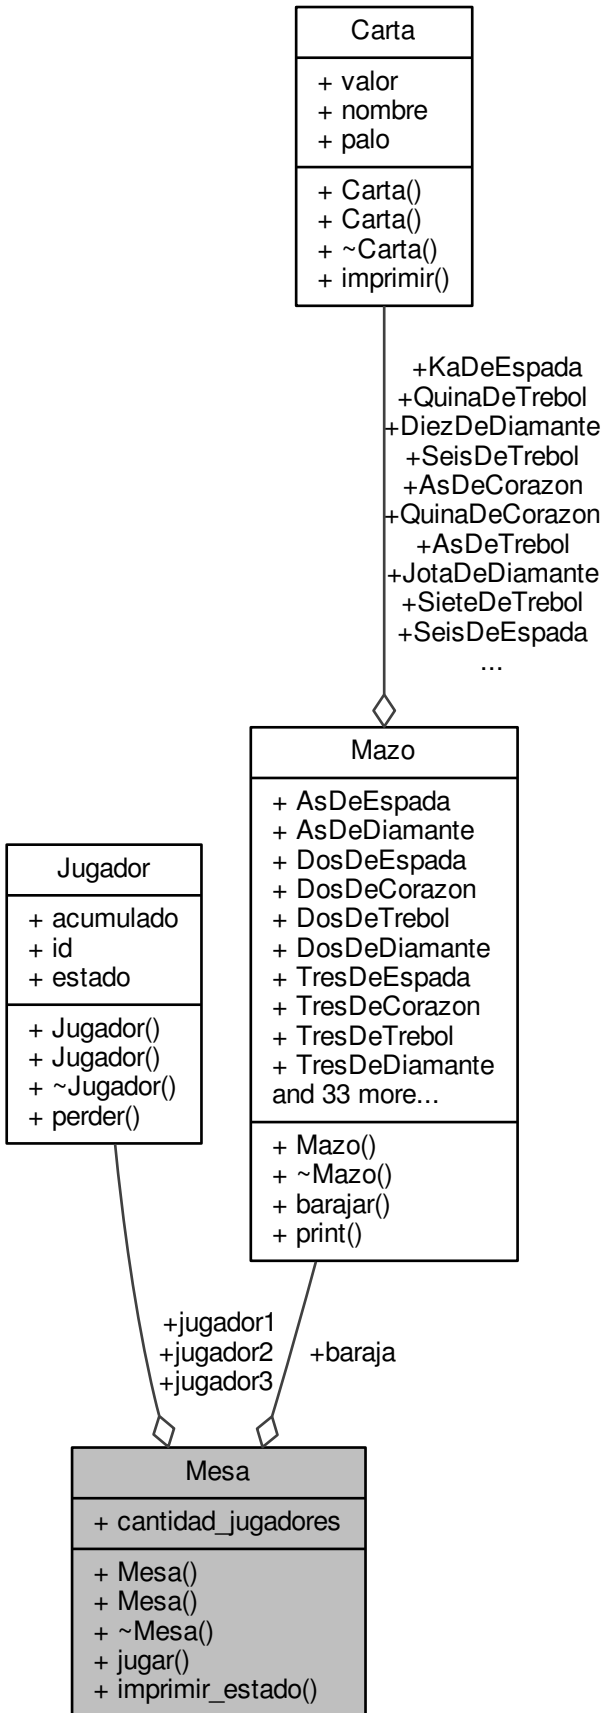 Carta
+ valor
+ nombre
+ palo
+ Carta()
+ Carta()
+ ~Carta()
+ imprimir()
+KaDeEspada
+QuinaDeTrebol
+DiezDeDiamante
+SeisDeTrebol
+AsDeCorazon
+QuinaDeCorazon
+AsDeTrebol
+JotaDeDiamante
+SieteDeTrebol
+SeisDeEspada
...
Mazo
+ AsDeEspada
+ AsDeDiamante
+ DosDeEspada
+ DosDeCorazon
+ DosDeTrebol
+ DosDeDiamante
+ TresDeEspada
+ TresDeCorazon
+ TresDeTrebol
+ TresDeDiamante
and 33 more...
+ Mazo()
+ ~Mazo()
+ barajar()
+ print()
Jugador
+ acumulado
+ id
+ estado
+ Jugador()
+ Jugador()
+ ~Jugador()
+ perder()
+jugador1
+jugador2
+jugador3
+baraja
Mesa
+ cantidad_jugadores
+ Mesa()
+ Mesa()
+ ~Mesa()
+ jugar()
+ imprimir_estado()